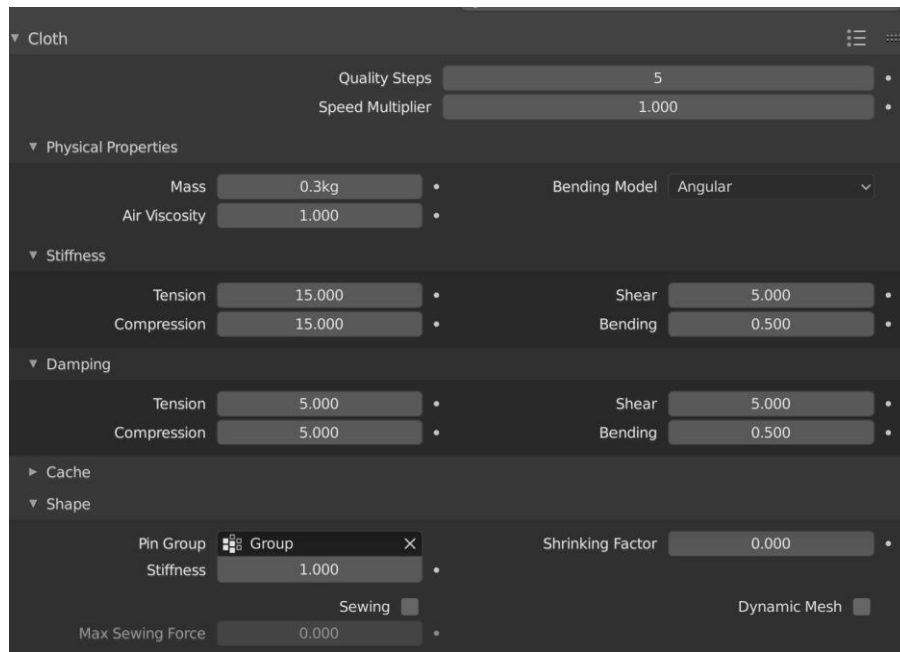 Cloth
Quality Steps 5
Speed Multiplier 1.000
Physical Properties
Mass 0.3kg Bending Model Angular
Air Viscosity 1.000
Stiffness
Tension 15.000 Shear 5.000
Compression 15.000 Bending 0.500
Damping
Tension 5.000 Shear 5.000
Compression 5.000 Bending 0.500
Cache
Shape
Pin Group Group Shrinking Factor 0.000
Stiffness 1.000
Sewing Dynamic Mesh
Max Sewing Force 0.000